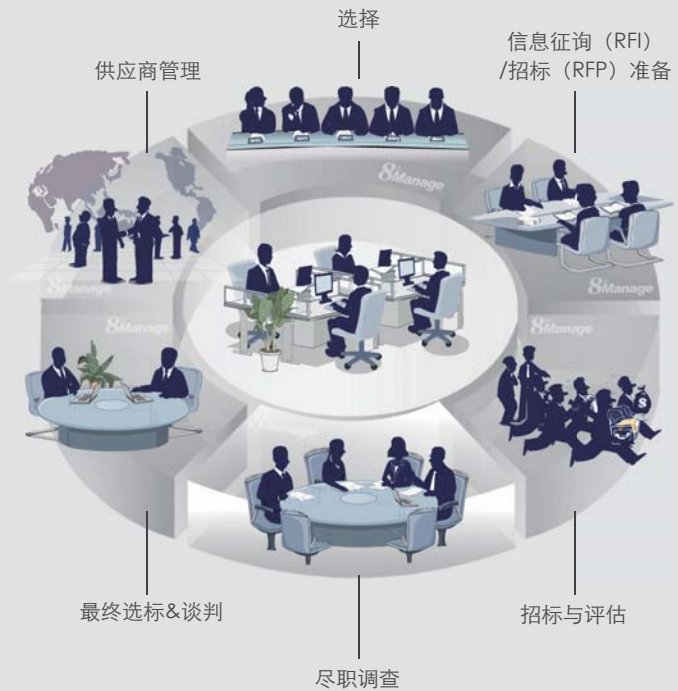 选择
信息征询（RFI）
/招标（RFP）准备
供应商管理
8Manage
8Manage
8Manage
8Manage
8Manage
8Manage
$
最终选标&谈判
招标与评估
尽职调查